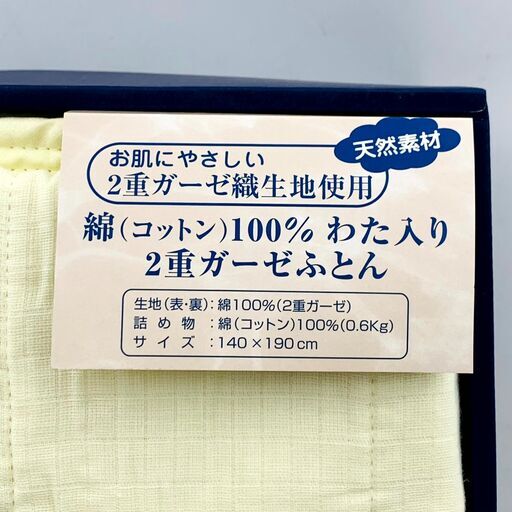 天然素材
お肌にやさしい
2重ガーゼ織生地使用
綿(コットン)100% わた入り
2重ガーゼふとん
生地(表・裏):綿100%(2重ガーゼ)
詰め物:綿(コットン)100%(0.6Kg)
サイズ:140×190cm